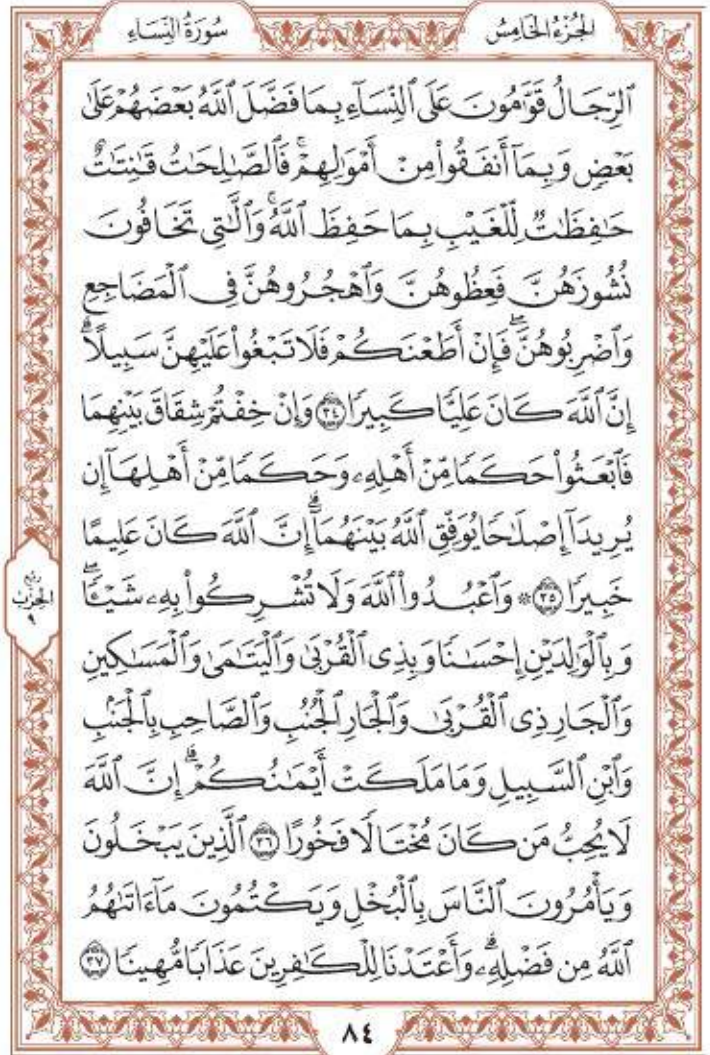 الجُزْءُ الخَامِسُ
سُورَةُ النِّسَاءِ
ٱلرِّجَالُ قَوَّٰمُونَ عَلَى ٱلنِّسَآءِ بِمَا فَضَّلَ ٱللَّهُ بَعْضَهُمْ عَلَىٰ
بَعْضٍ وَبِمَآ أَنفَقُوا۟ مِنْ أَمْوَٰلِهِمْ ۚ فَٱلصَّٰلِحَٰتُ قَٰنِتَٰتٌ
حَٰفِظَٰتٌ لِّلْغَيْبِ بِمَا حَفِظَ ٱللَّهُ ۚ وَٱلَّٰتِى تَخَافُونَ
نُشُوزَهُنَّ فَعِظُوهُنَّ وَٱهْجُرُوهُنَّ فِى ٱلْمَضَاجِعِ
وَٱضْرِبُوهُنَّ ۖ فَإِنْ أَطَعْنَكُمْ فَلَا تَبْغُوا۟ عَلَيْهِنَّ سَبِيلًا ۗ
إِنَّ ٱللَّهَ كَانَ عَلِيًّا كَبِيرًا ٣٤ وَإِنْ خِفْتُمْ شِقَاقَ بَيْنِهِمَا
فَٱبْعَثُوا۟ حَكَمًا مِّنْ أَهْلِهِۦ وَحَكَمًا مِّنْ أَهْلِهَآ إِن
يُرِيدَآ إِصْلَٰحًا يُوَفِّقِ ٱللَّهُ بَيْنَهُمَآ ۗ إِنَّ ٱللَّهَ كَانَ عَلِيمًا
خَبِيرًا ٣٥ ۞ وَٱعْبُدُوا۟ ٱللَّهَ وَلَا تُشْرِكُوا۟ بِهِۦ شَيْـًٔا ۖ
وَبِٱلْوَٰلِدَيْنِ إِحْسَٰنًا وَبِذِى ٱلْقُرْبَىٰ وَٱلْيَتَٰمَىٰ وَٱلْمَسَٰكِينِ
وَٱلْجَارِ ذِى ٱلْقُرْبَىٰ وَٱلْجَارِ ٱلْجُنُبِ وَٱلصَّاحِبِ بِٱلْجَنۢبِ
وَٱبْنِ ٱلسَّبِيلِ وَمَا مَلَكَتْ أَيْمَٰنُكُمْ ۗ إِنَّ ٱللَّهَ
لَا يُحِبُّ مَن كَانَ مُخْتَالًا فَخُورًا ٣٦ ٱلَّذِينَ يَبْخَلُونَ
وَيَأْمُرُونَ ٱلنَّاسَ بِٱلْبُخْلِ وَيَكْتُمُونَ مَآ ءَاتَىٰهُمُ
ٱللَّهُ مِن فَضْلِهِۦ ۗ وَأَعْتَدْنَا لِلْكَٰفِرِينَ عَذَابًا مُّهِينًا ٣٧
ربع
الحزب
٩
٨٤